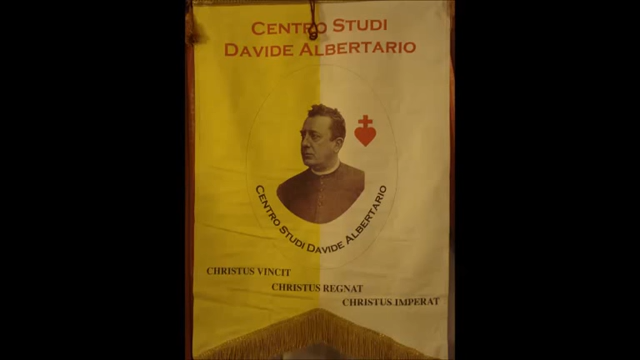 CENTRO STUDI
DAVIDE ALBERTARIO
CENTRO STUDI DAVIDE ALBERTARIO
CHRISTUS VINCIT
CHRISTUS REGNAT
CHRISTUS IMPERAT